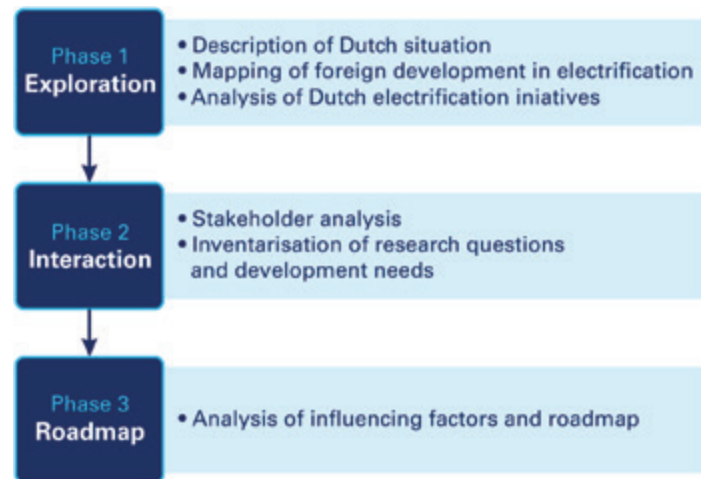 Phase 1
Exploration
• Description of Dutch situation
• Mapping of foreign development in electrification
• Analysis of Dutch electrification iniatives
Phase 2
Interaction
• Stakeholder analysis
• Inventarisation of research questions
and development needs
Phase 3
Roadmap
• Analysis of influencing factors and roadmap